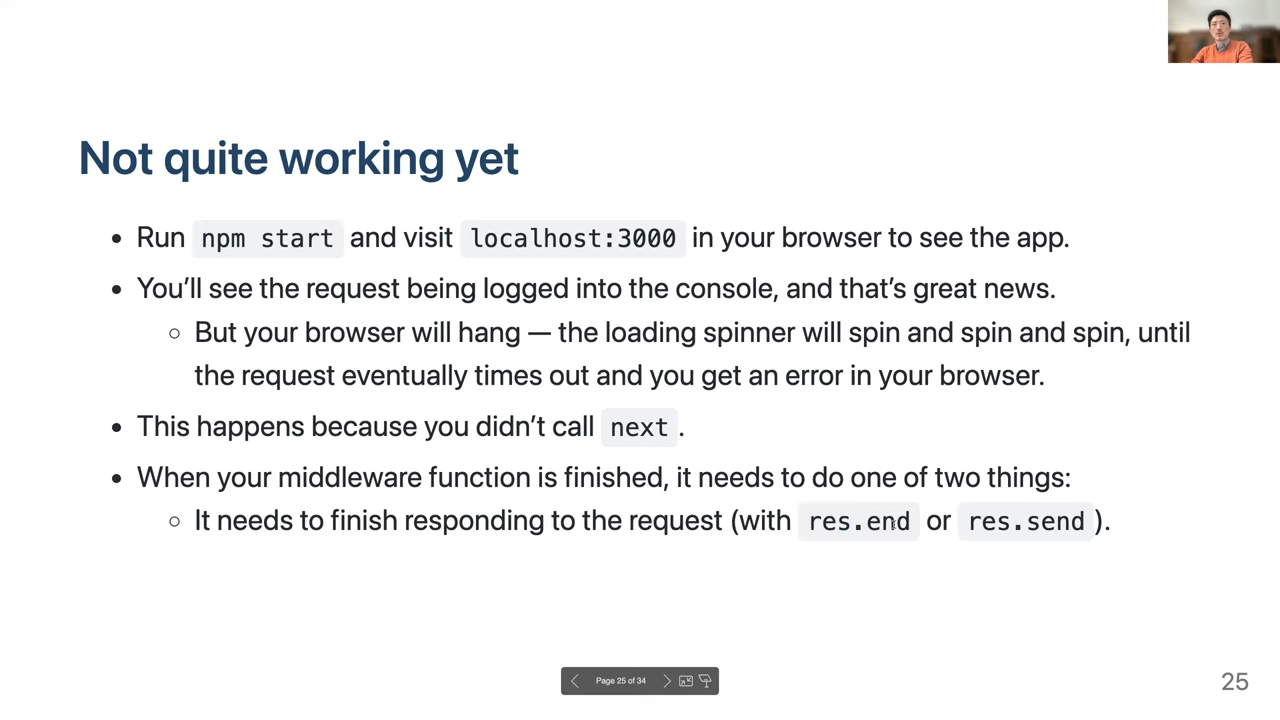 Not quite working yet
• Run npm start and visit localhost:3000 in your browser to see the app.
• You’ll see the request being logged into the console, and that’s great news.
◦ But your browser will hang — the loading spinner will spin and spin and spin, until
the request eventually times out and you get an error in your browser.
• This happens because you didn’t call next.
• When your middleware function is finished, it needs to do one of two things:
◦ It needs to finish responding to the request (with res.end or res.send).
Page 25 of 34
25